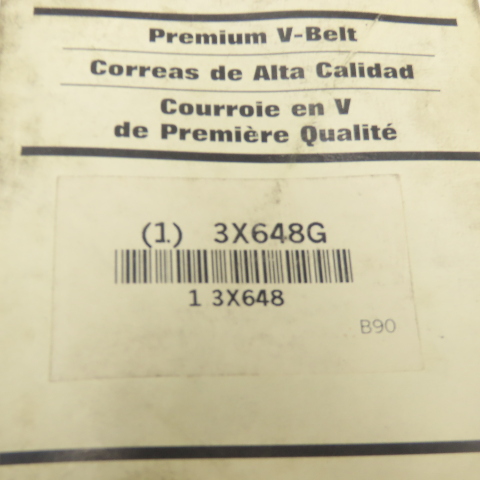 Premium V-Belt
Correas de Alta Calidad
Courroie en V
de Première Qualité
(1) 3X648G
1 3X648
B90